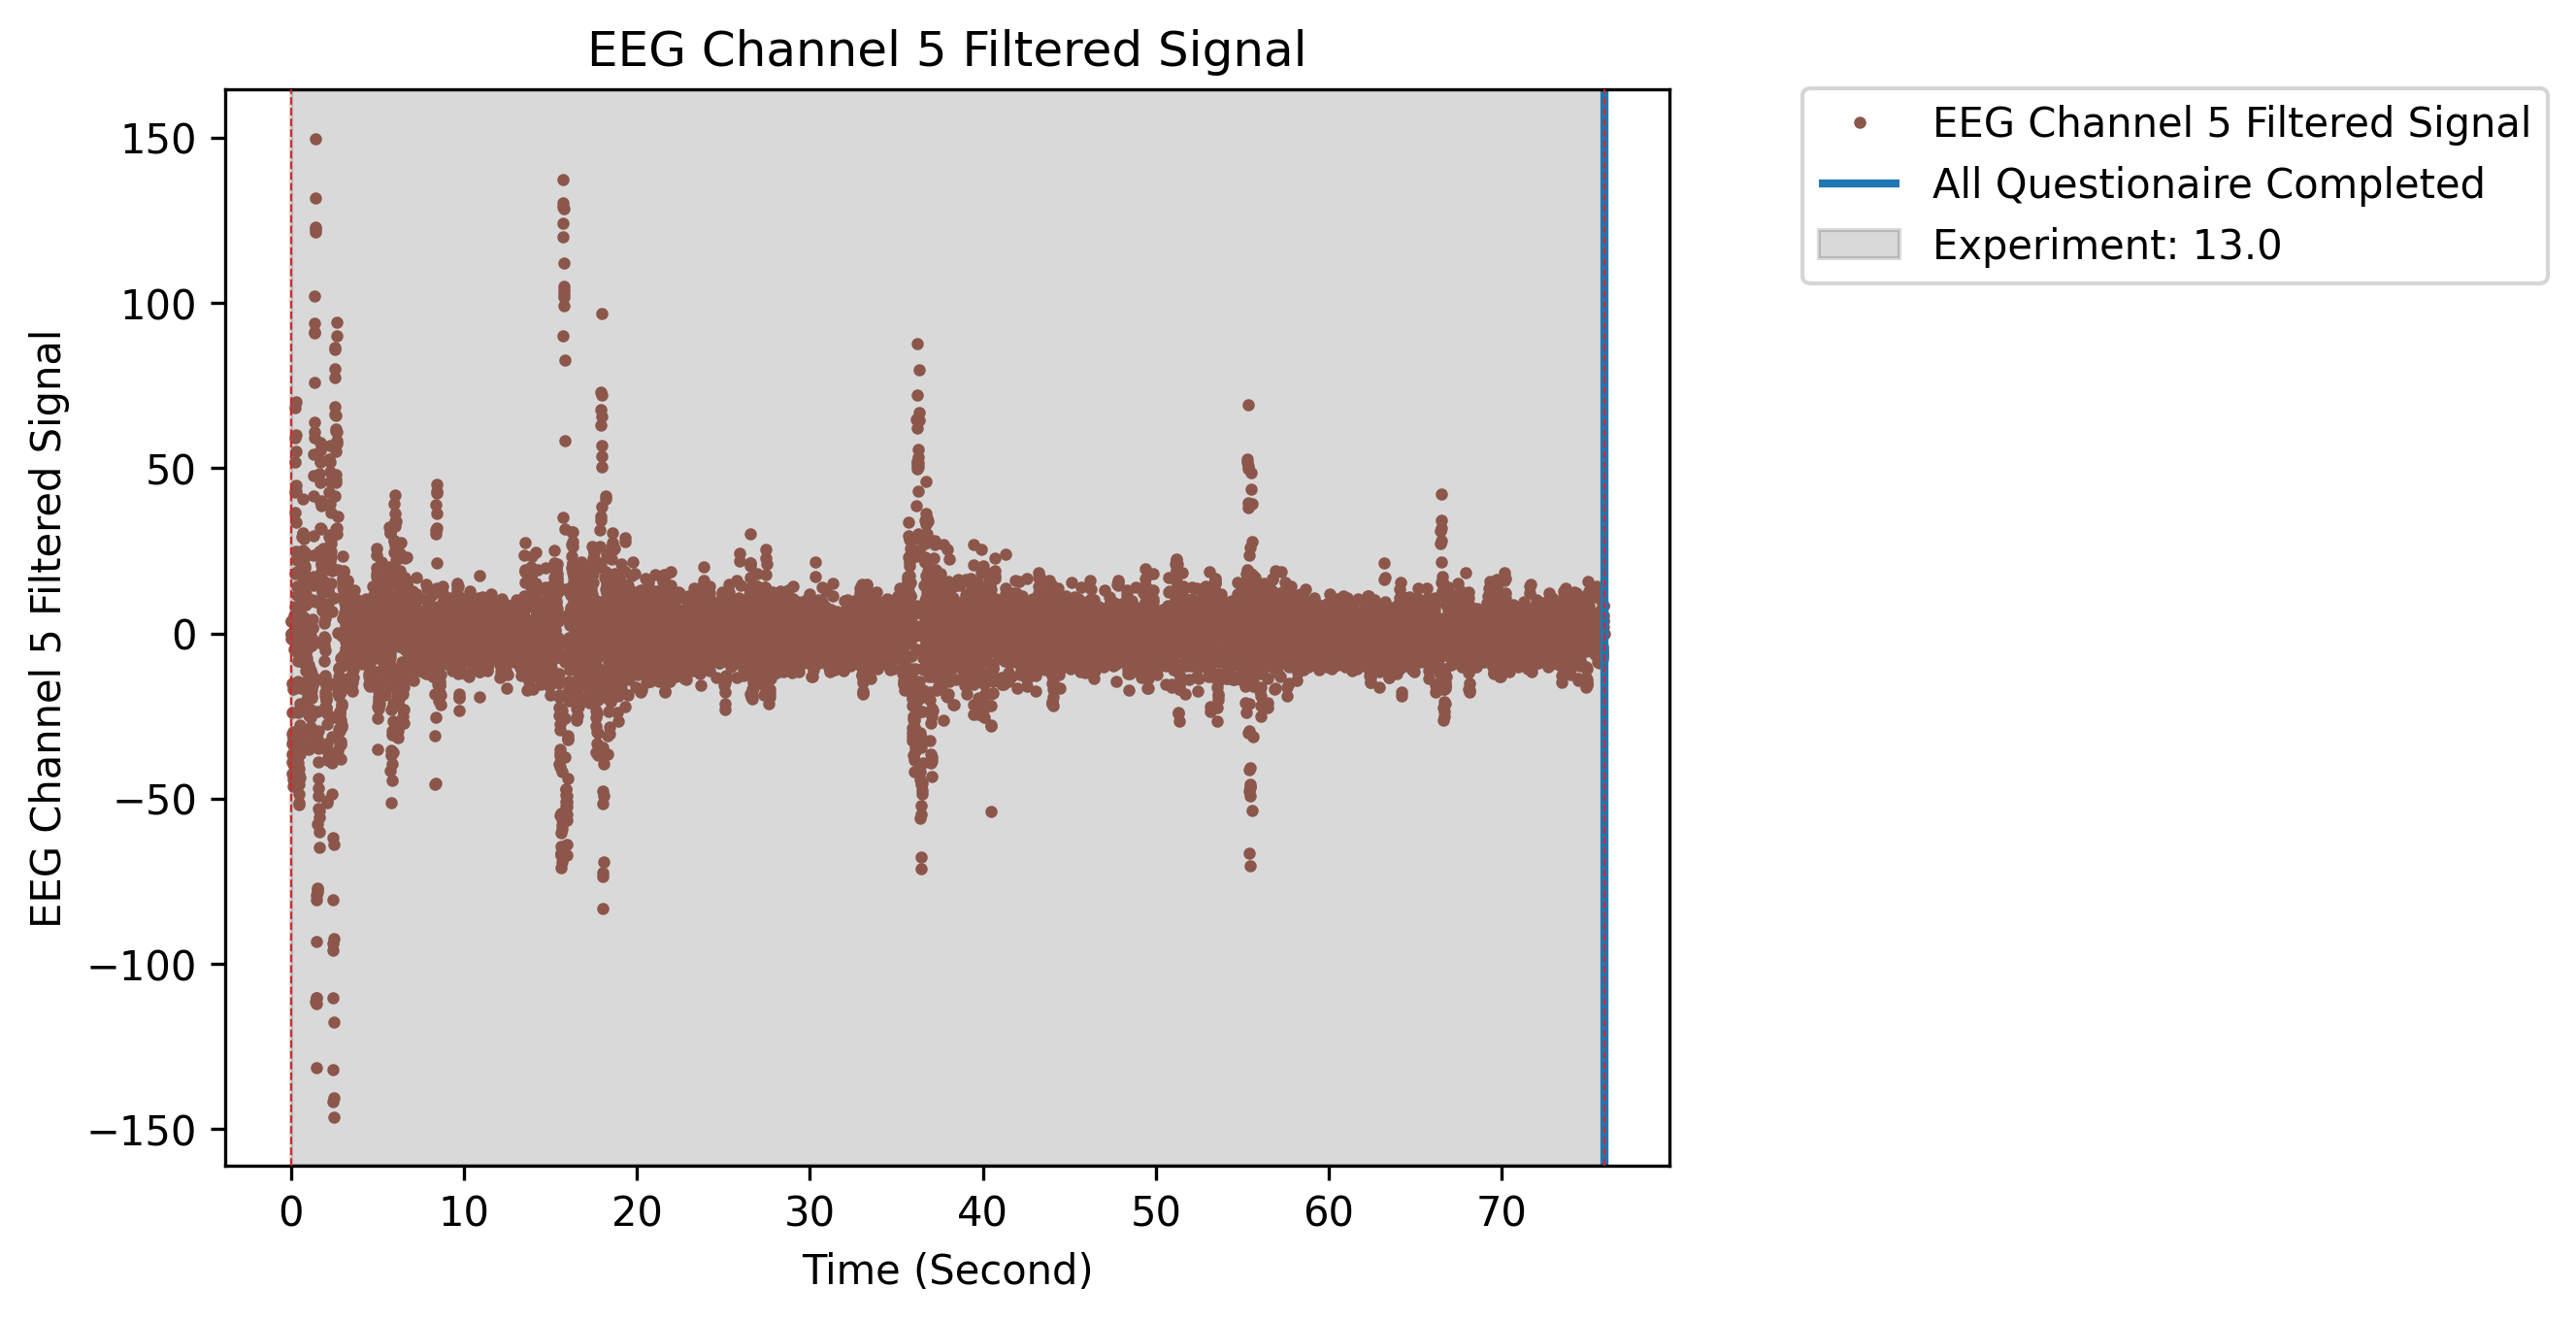 EEG Channel 5 Filtered Signal
EEG Channel 5 Filtered Signal
All Questionaire Completed
Experiment: 13.0
EEG Channel 5 Filtered Signal
150
100
50
0
−50
−100
−150
0 10 20 30 40 50 60 70
Time (Second)